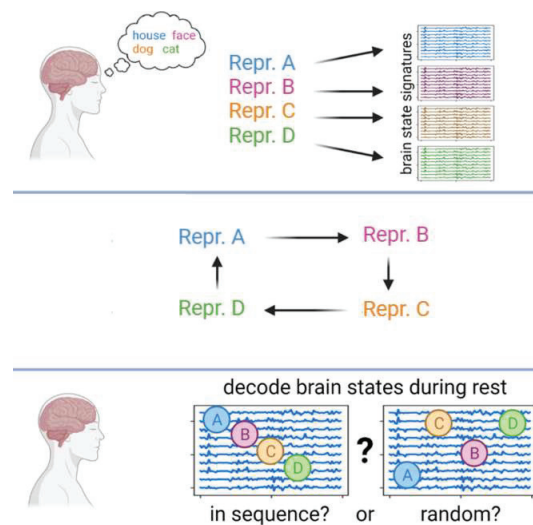 house face
dog cat
Repr. A
Repr. B
Repr. C
Repr. D
brain state signatures
Repr. A
Repr. B
Repr. D
Repr. C
decode brain states during rest
A
B
C
D
?
C
D
B
A
in sequence? or random?